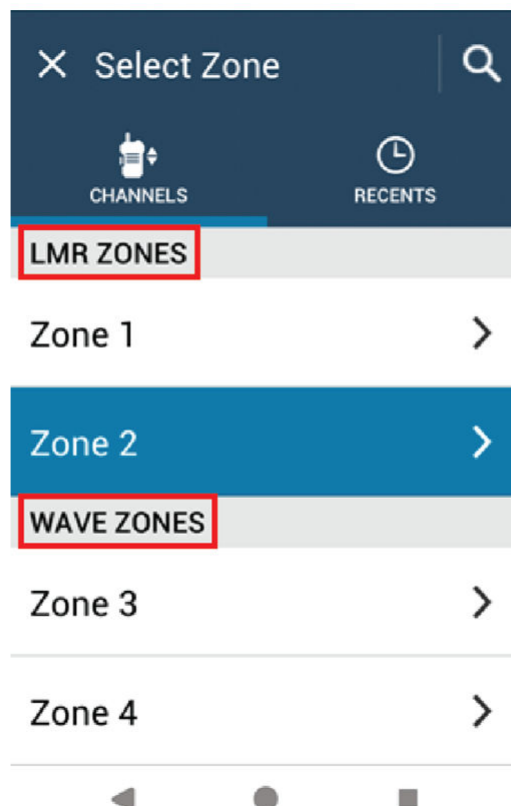 Select Zone
CHANNELS
RECENTS
LMR ZONES
Zone 1
Zone 2
WAVE ZONES
Zone 3
Zone 4